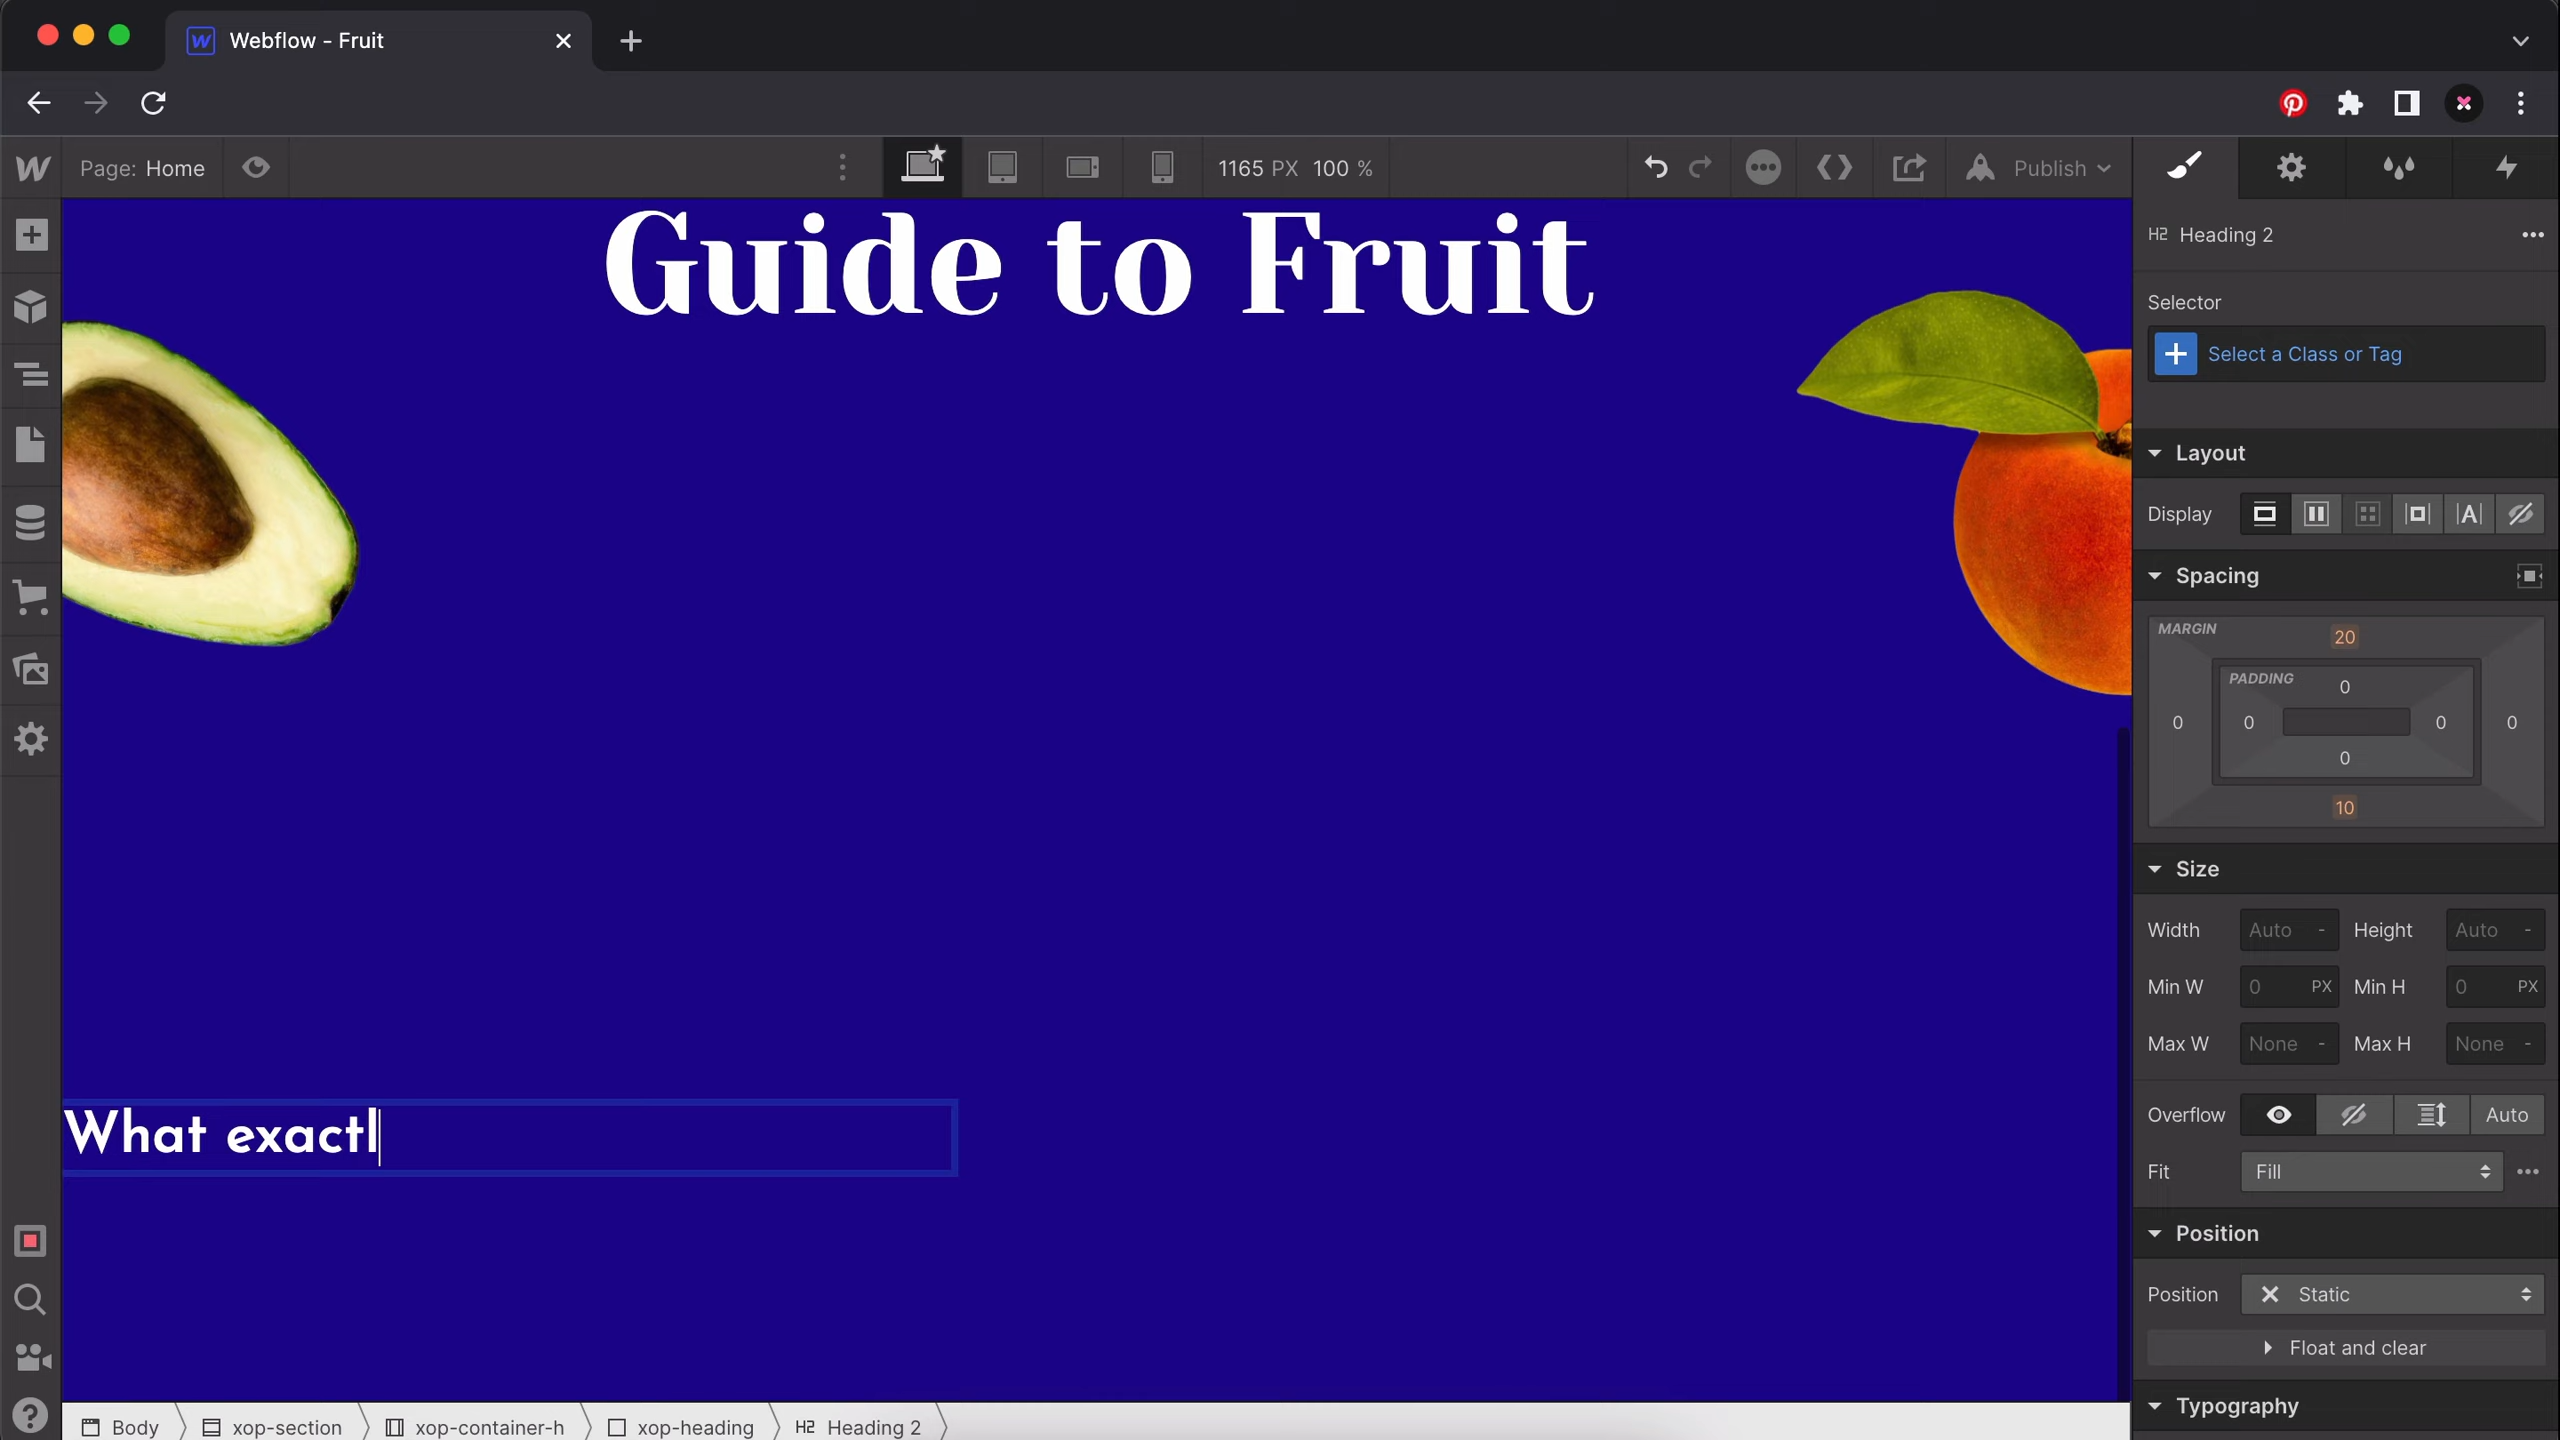 Webflow - Fruit
Page: Home
1165 PX 100 %
Publish
Guide to Fruit
What exactl
Body
xop-section
xop-container-h
xop-heading
H2 Heading 2
H2 Heading 2
Selector
Select a Class or Tag
Layout
Display
Spacing
MARGIN
20
PADDING
0
0 0 0 0
0
10
Size
Width Auto - Height Auto -
Min W 0 PX Min H 0 PX
Max W None - Max H None -
Overflow Auto
Fit Fill
Position
Position Static
Float and clear
Typography